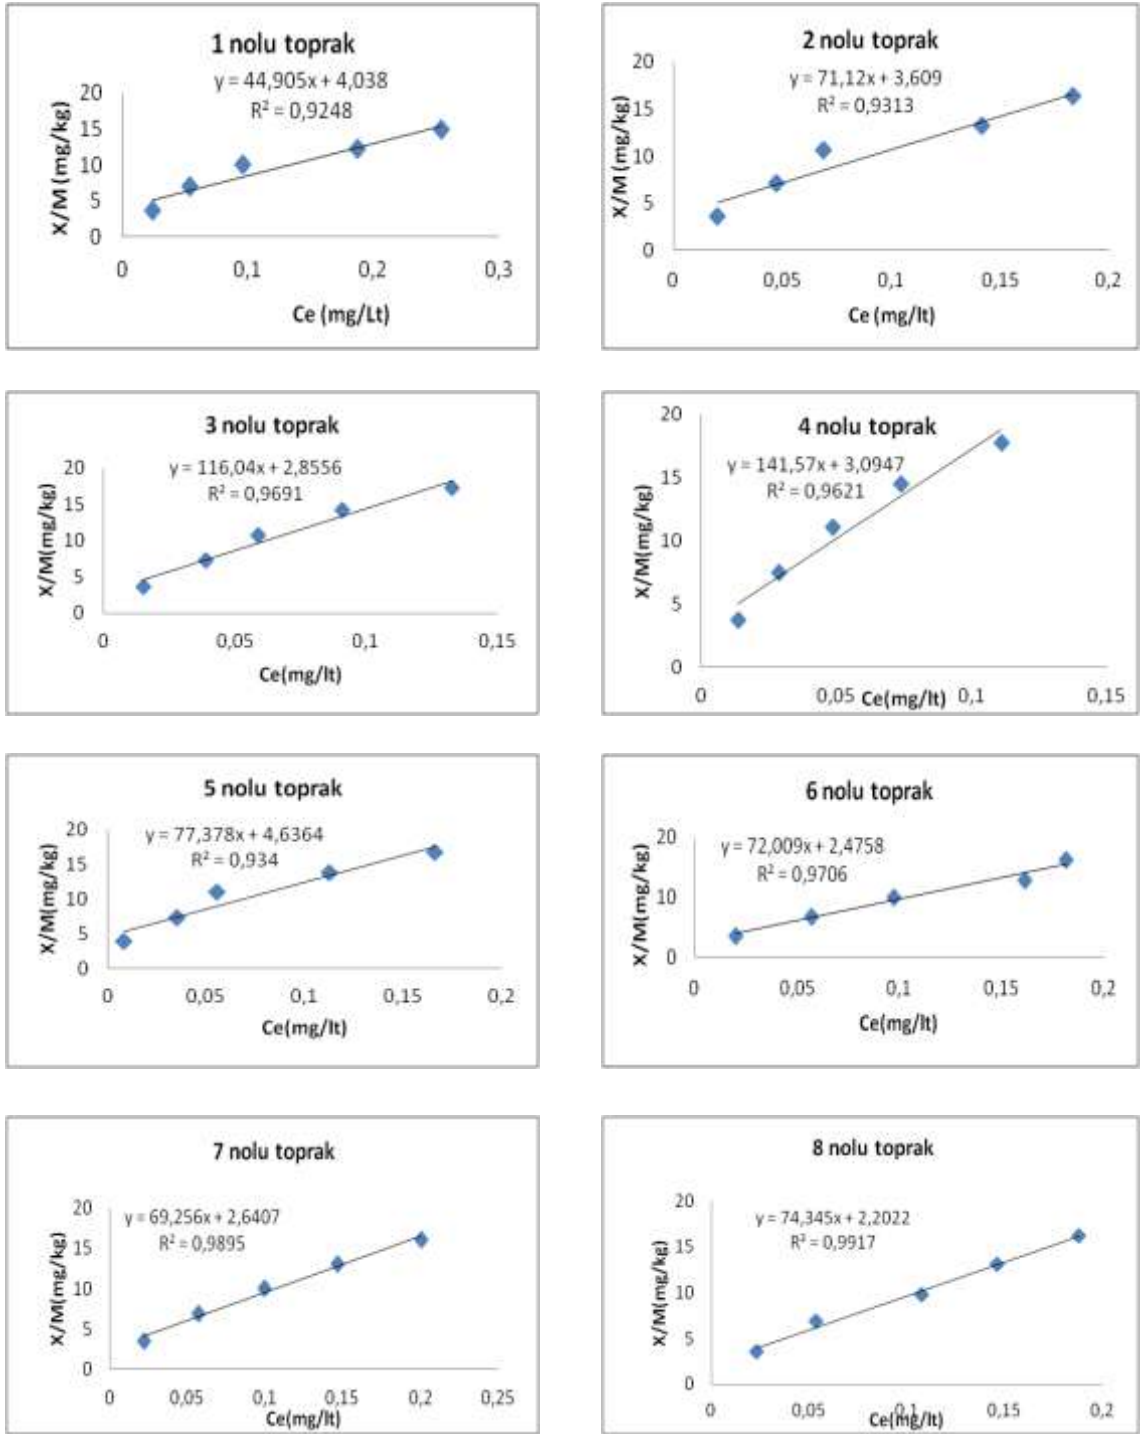 1 nolu toprak
y = 44,905x + 4,038
R² = 0,9248
X/M (mg/kg)
20
15
10
5
0
0 0,1 0,2 0,3
Ce (mg/Lt)
2 nolu toprak
y = 71,12x + 3,609
R² = 0,9313
X/M (mg/kg)
20
15
10
5
0
0 0,05 0,1 0,15 0,2
Ce (mg/lt)
3 nolu toprak
y = 116,04x + 2,8556
R² = 0,9691
X/M(mg/kg)
20
15
10
5
0
0 0,05 0,1 0,15
Ce(mg/lt)
4 nolu toprak
y = 141,57x + 3,0947
R² = 0,9621
X/M(mg/kg)
20
15
10
5
0
0 0,05 0,1 0,15
Ce(mg/lt)
5 nolu toprak
y = 77,378x + 4,6364
R² = 0,934
X/M(mg/kg)
20
15
10
5
0
0 0,05 0,1 0,15 0,2
Ce(mg/lt)
6 nolu toprak
y = 72,009x + 2,4758
R² = 0,9706
X/M(mg/kg)
20
10
0
0 0,05 0,1 0,15 0,2
Ce(mg/lt)
7 nolu toprak
y = 69,256x + 2,6407
R² = 0,9895
X/M(mg/kg)
20
15
10
5
0
0 0,05 0,1 0,15 0,2 0,25
Ce(mg/lt)
8 nolu toprak
y = 74,345x + 2,2022
R² = 0,9917
X/M(mg/kg)
20
15
10
5
0
0 0,05 0,1 0,15 0,2
Ce(mg/lt)